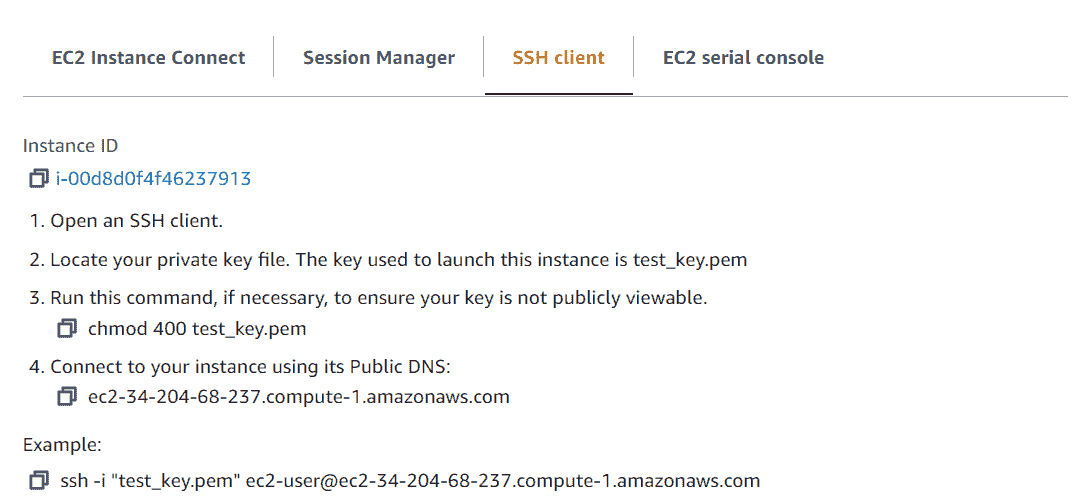 EC2 Instance Connect Session Manager SSH client EC2 serial console
Instance ID
i-00d8d0f4f46237913
1. Open an SSH client.
2. Locate your private key file. The key used to launch this instance is test_key.pem
3. Run this command, if necessary, to ensure your key is not publicly viewable.
chmod 400 test_key.pem
4. Connect to your instance using its Public DNS:
ec2-34-204-68-237.compute-1.amazonaws.com
Example:
ssh -i "test_key.pem" ec2-user@ec2-34-204-68-237.compute-1.amazonaws.com